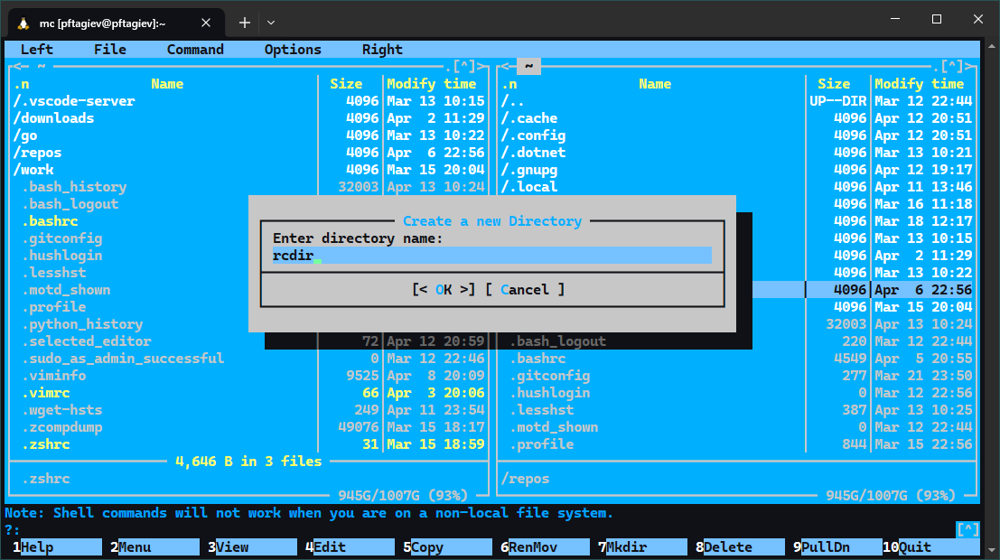 mc [pftagiev@pftagiev]:~
Left File Command Options Right
<─ ~ .[^]> <─ ~ .[^]>
.n Name Size Modify time .n Name Size Modify time
/.vscode-server 4096 Mar 13 10:15 /.. UP--DIR Mar 12 22:44
/downloads 4096 Apr 2 11:29 /.cache 4096 Apr 12 20:51
/go 4096 Mar 13 10:22 /.config 4096 Apr 12 20:51
/repos 4096 Apr 6 22:56 /.dotnet 4096 Mar 13 10:21
/work 4096 Mar 15 20:04 /.gnupg 4096 Apr 12 19:17
.bash_history 32003 Apr 13 10:24 /.local 4096 Apr 11 13:46
.bash_logout 4096 Mar 16 11:18
.bashrc Create a new Directory 4096 Mar 18 12:17
.gitconfig Enter directory name: 4096 Mar 13 10:15
.hushlogin rcdir 4096 Apr 2 11:29
.lesshst 4096 Mar 13 10:22
.motd_shown [< OK >] [ Cancel ] 4096 Apr 6 22:56
.profile 4096 Mar 15 20:04
.python_history 32003 Apr 13 10:24
.selected_editor 72 Apr 12 20:59 .bash_logout 220 Mar 12 22:44
.sudo_as_admin_successful 0 Mar 12 22:46 .bashrc 4549 Apr 5 20:55
.viminfo 9525 Apr 8 20:09 .gitconfig 277 Mar 21 23:50
.vimrc 66 Apr 3 20:06 .hushlogin 0 Mar 12 22:56
.wget-hsts 249 Apr 11 23:54 .lesshst 387 Apr 13 10:25
.zcompdump 49076 Mar 15 18:17 .motd_shown 0 Mar 12 22:44
.zshrc 31 Mar 15 18:59 .profile 844 Mar 15 22:56
4,646 B in 3 files
.zshrc /repos
945G/1007G (93%) 945G/1007G (93%)
Note: Shell commands will not work when you are on a non-local file system.
?: [^]
1Help 2Menu 3View 4Edit 5Copy 6RenMov 7Mkdir 8Delete 9PullDn 10Quit